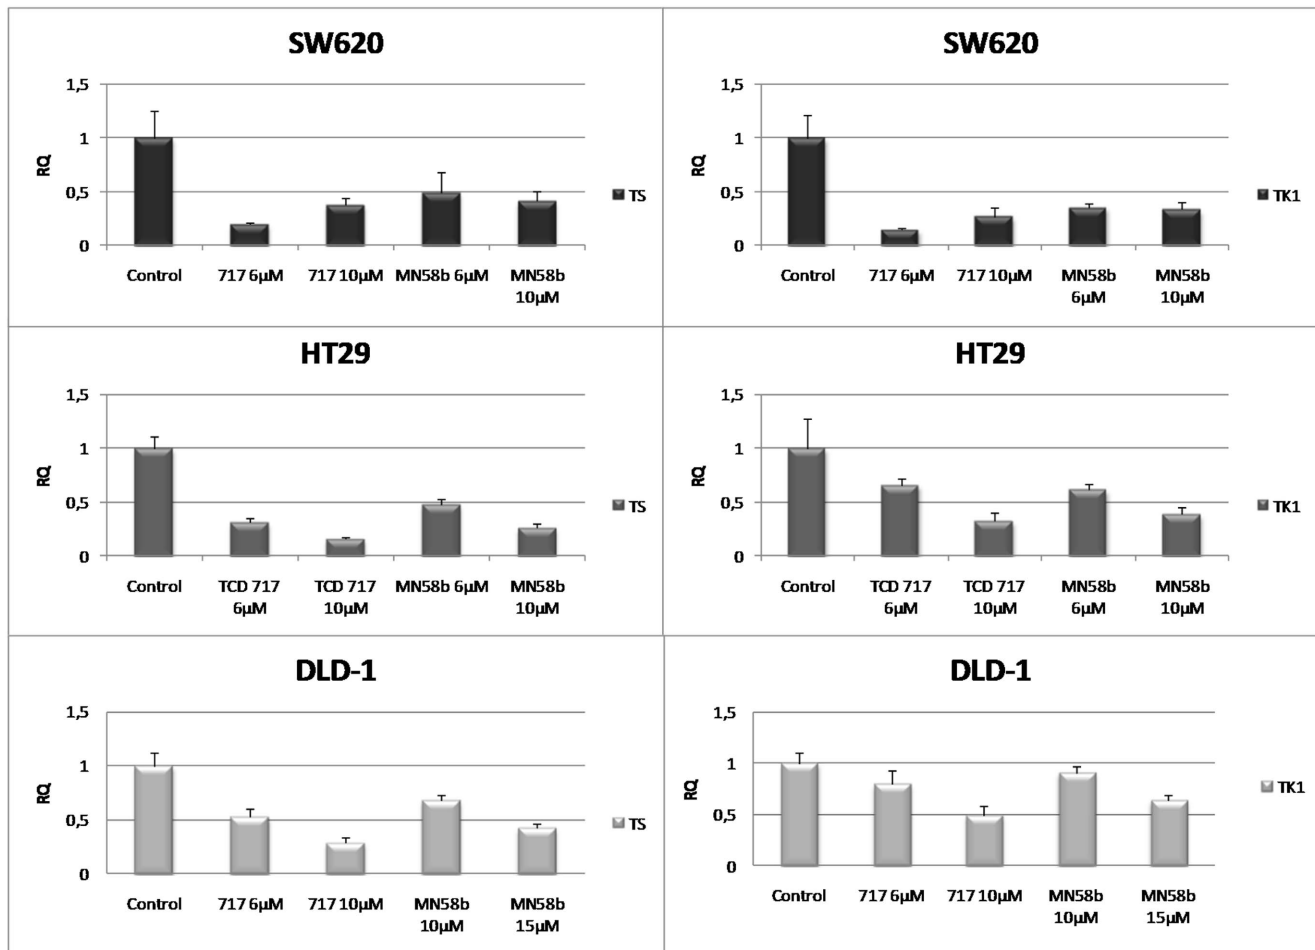 SW620
1,5
1
0,5
0
RQ
Control
717 6µM
717 10µM
MN58b 6µM
MN58b
10µM
TS
SW620
1,5
1
0,5
0
RQ
Control
717 6µM
717 10µM
MN58b
6µM
MN58b
10µM
TK1
HT29
1,5
1
0,5
0
RQ
Control
TCD 717
6µM
TCD 717
10µM
MN58b 6µM
MN58b
10µM
TS
HT29
1,5
1
0,5
0
RQ
Control
TCD 717
6µM
TCD 717
10µM
MN58b
6µM
MN58b
10µM
TK1
DLD-1
1,5
1
0,5
0
RQ
Control
717 6µM
717 10µM
MN58b
10µM
MN58b
15µM
TS
DLD-1
1,5
1
0,5
0
RQ
Control
717 6µM
717 10µM
MN58b
10µM
MN58b
15µM
TK1